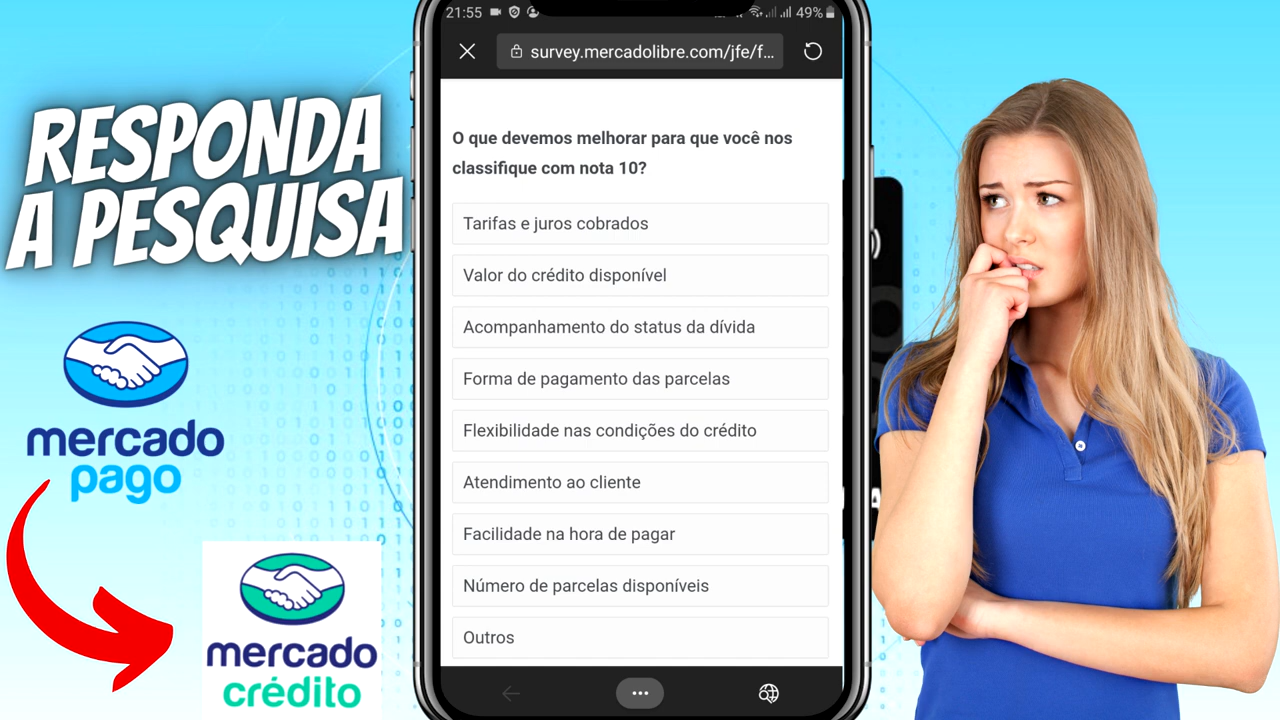 RESPONDA
A PESQUISA
mercado
pago
mercado
crédito
21:55
49%
survey.mercadolibre.com/jfe/f...
O que devemos melhorar para que você nos
classifique com nota 10?
Tarifas e juros cobrados
Valor do crédito disponível
Acompanhamento do status da dívida
Forma de pagamento das parcelas
Flexibilidade nas condições do crédito
Atendimento ao cliente
Facilidade na hora de pagar
Número de parcelas disponíveis
Outros